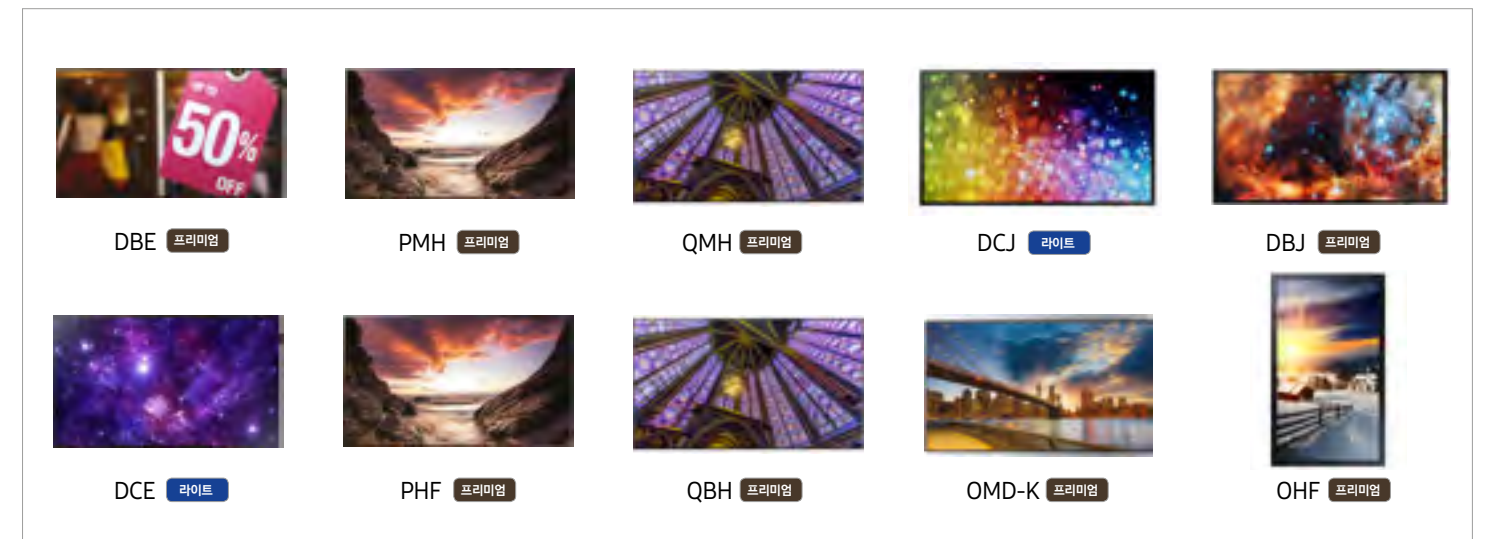 UP TO
50%
OFF
DBE 프리미엄
PMH 프리미엄
QMH 프리미엄
DCJ 라이트
DBJ 프리미엄
DCE 라이트
PHF 프리미엄
QBH 프리미엄
OMD-K 프리미엄
OHF 프리미엄